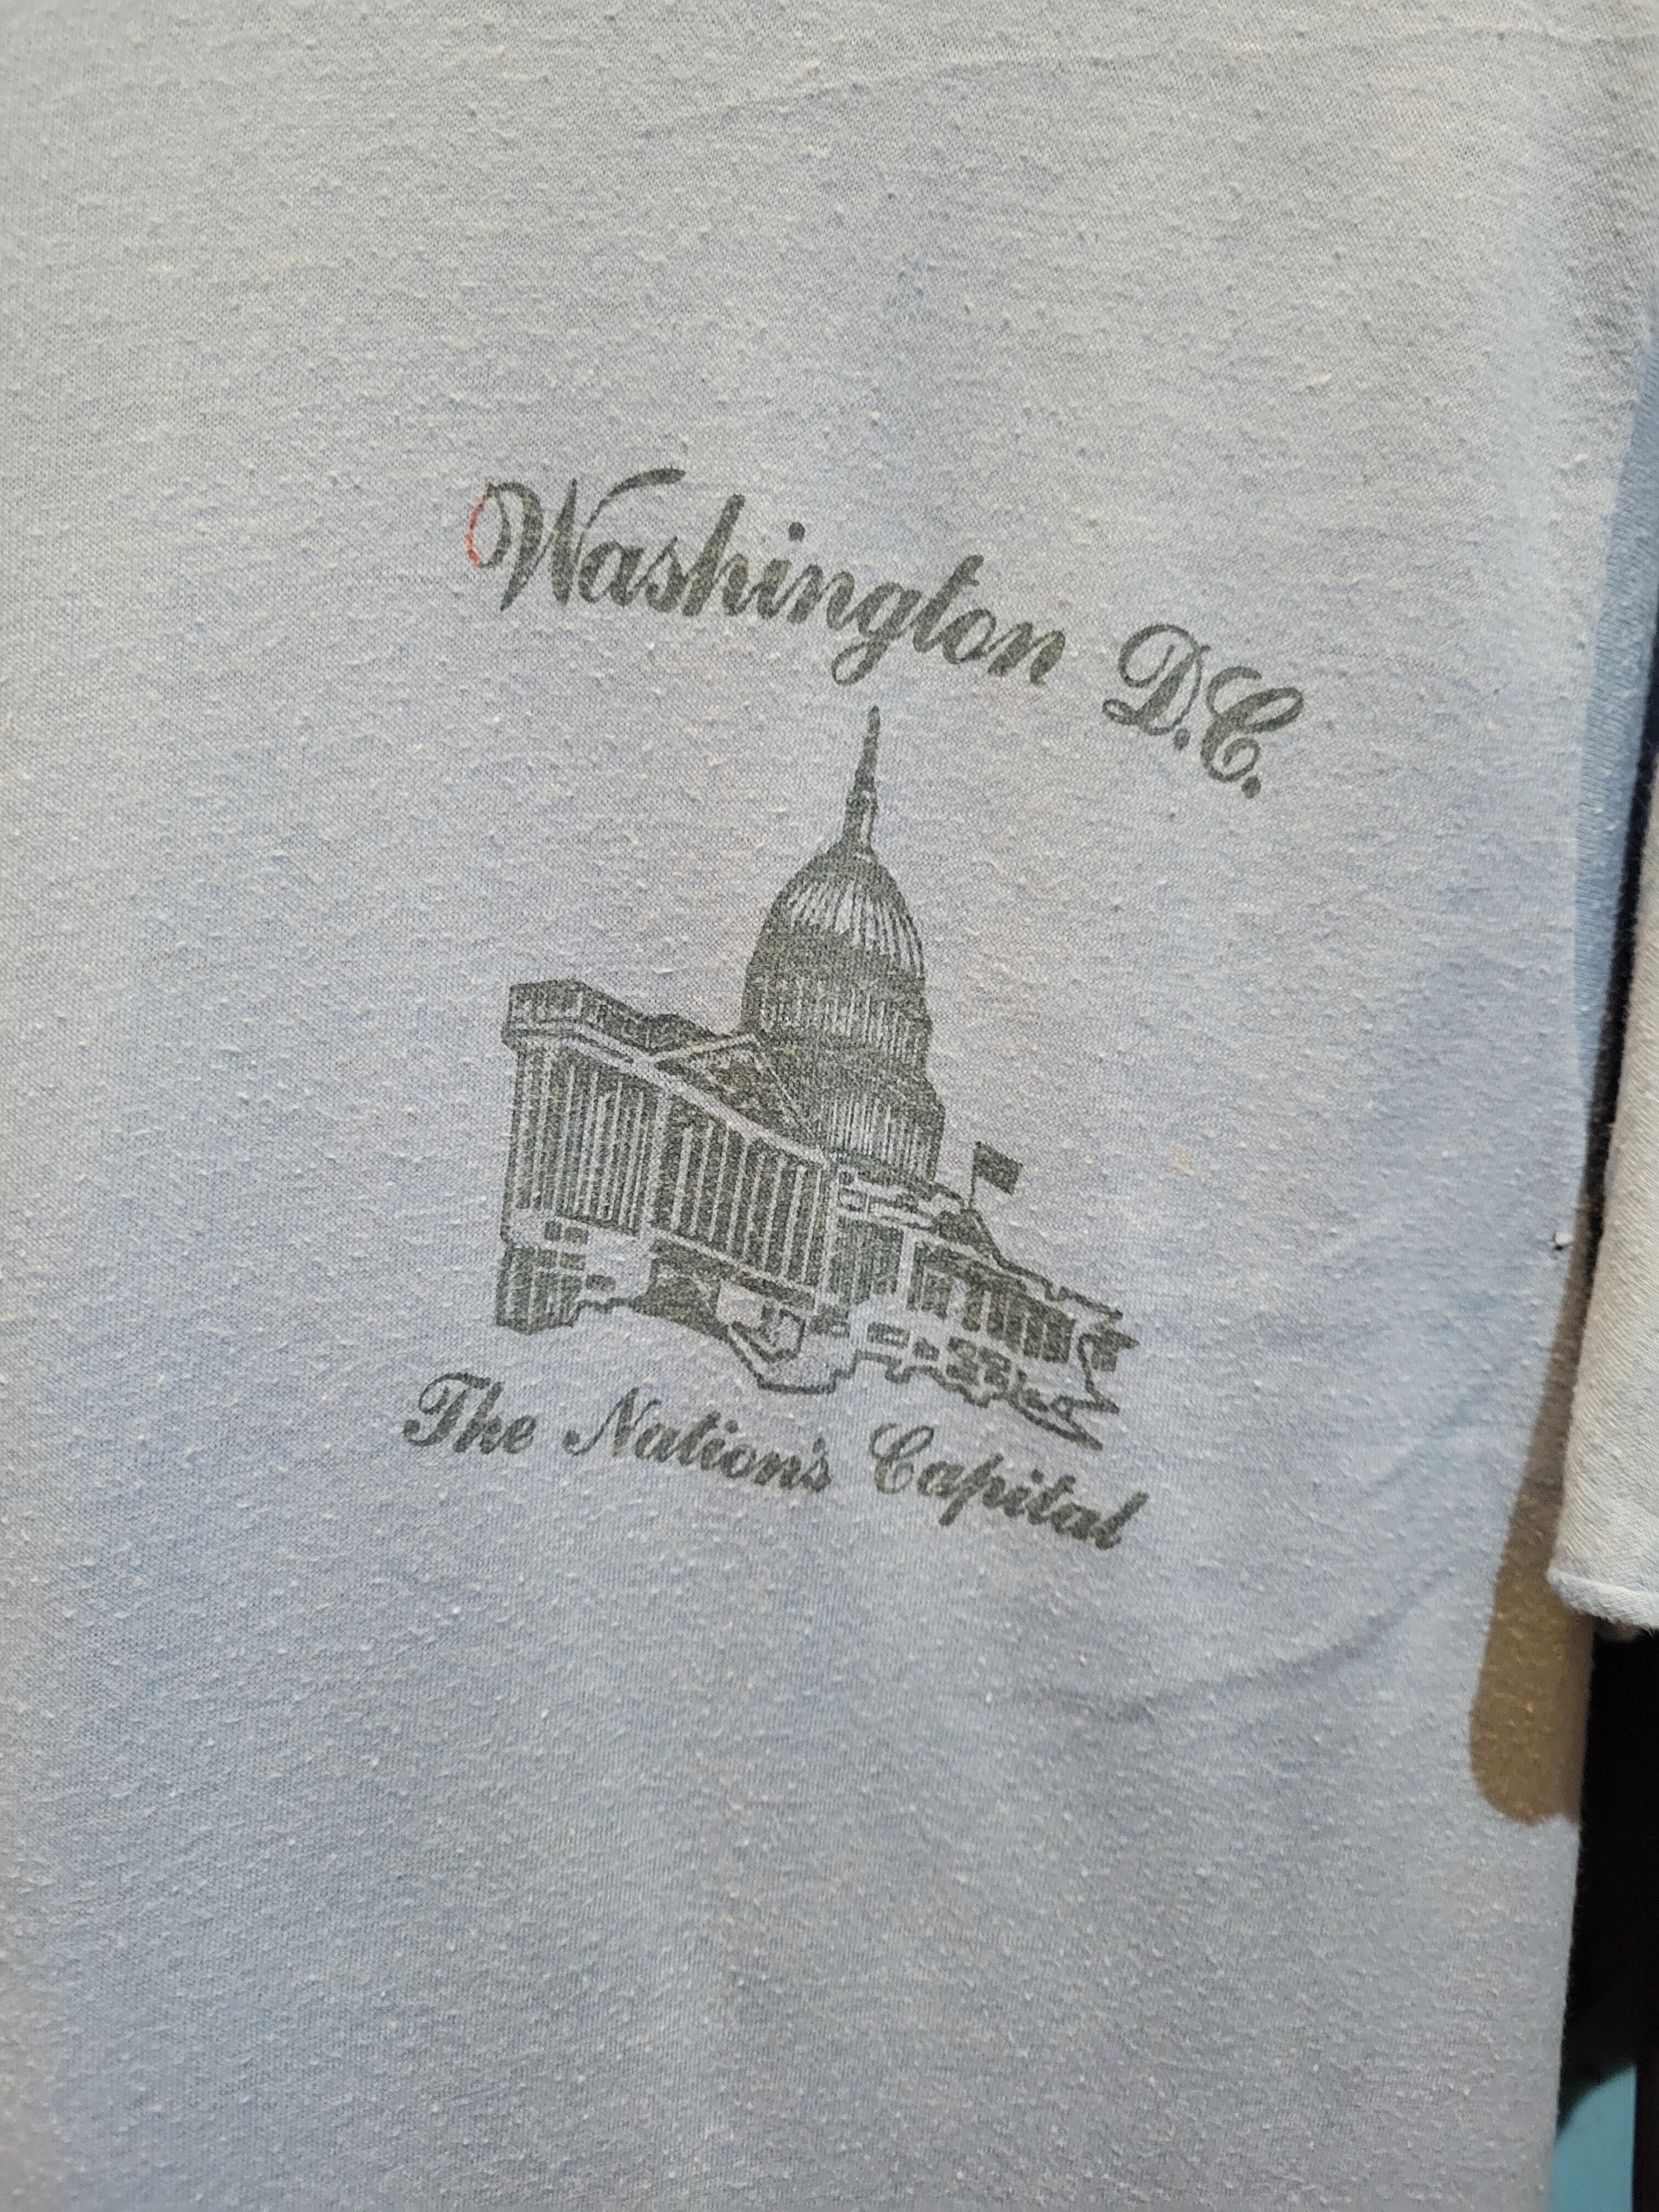 Washington D.C.
The Nation's Capital